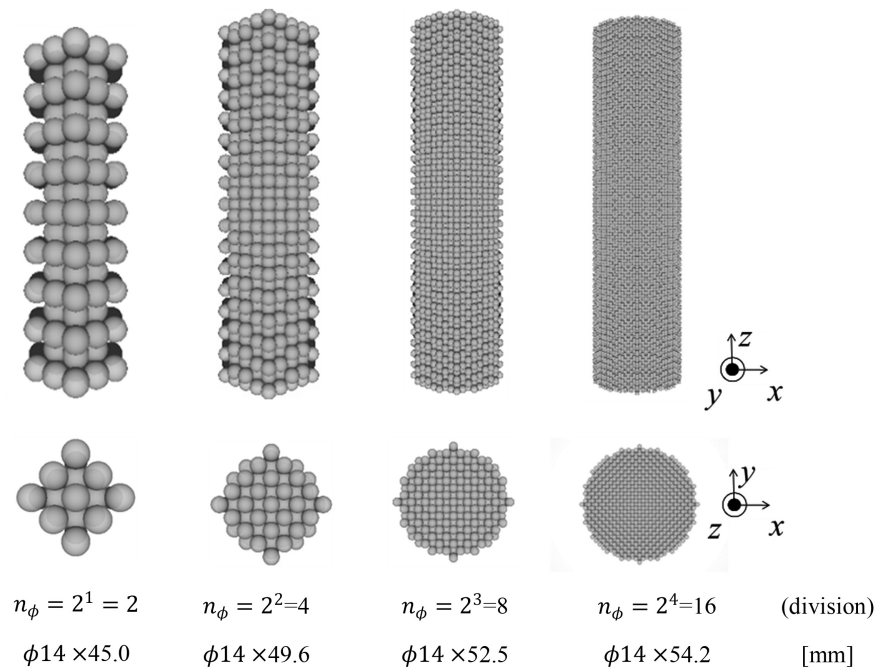 z
y x
y
z x
n_ϕ = 2^1 = 2 n_ϕ = 2^2=4 n_ϕ = 2^3=8 n_ϕ = 2^4=16 (division)
ϕ14 ×45.0 ϕ14 ×49.6 ϕ14 ×52.5 ϕ14 ×54.2 [mm]